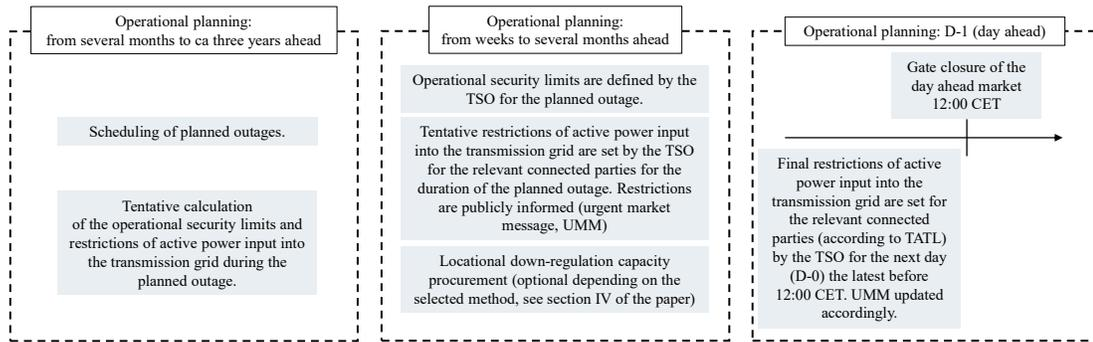 Operational planning:
from several months to ca three years ahead
Scheduling of planned outages.
Tentative calculation
of the operational security limits and
restrictions of active power input into
the transmission grid during the
planned outage.
Operational planning:
from weeks to several months ahead
Operational security limits are defined by the
TSO for the planned outage.
Tentative restrictions of active power input
into the transmission grid are set by the TSO
for the relevant connected parties for the
duration of the planned outage. Restrictions
are publicly informed (urgent market
message, UMM)
Locational down-regulation capacity
procurement (optional depending on the
selected method, see section IV of the paper)
Operational planning: D-1 (day ahead)
Gate closure of the
day ahead market
12:00 CET
Final restrictions of active
power input into the
transmission grid are set for
the relevant connected
parties (according to TATL)
by the TSO for the next day
(D-0) the latest before
12:00 CET. UMM updated
accordingly.